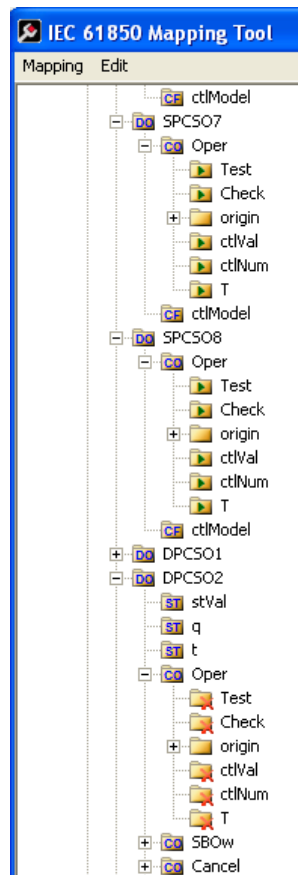 IEC 61850 Mapping Tool
Mapping Edit
CF ctlModel
DO SPCSO7
CO Oper
Test
Check
origin
ctlVal
ctlNum
T
CF ctlModel
DO SPCSO8
CO Oper
Test
Check
origin
ctlVal
ctlNum
T
CF ctlModel
DO DPCSO1
DO DPCSO2
ST stVal
ST q
ST t
CO Oper
Test
Check
origin
ctlVal
ctlNum
T
CO SBOw
CO Cancel